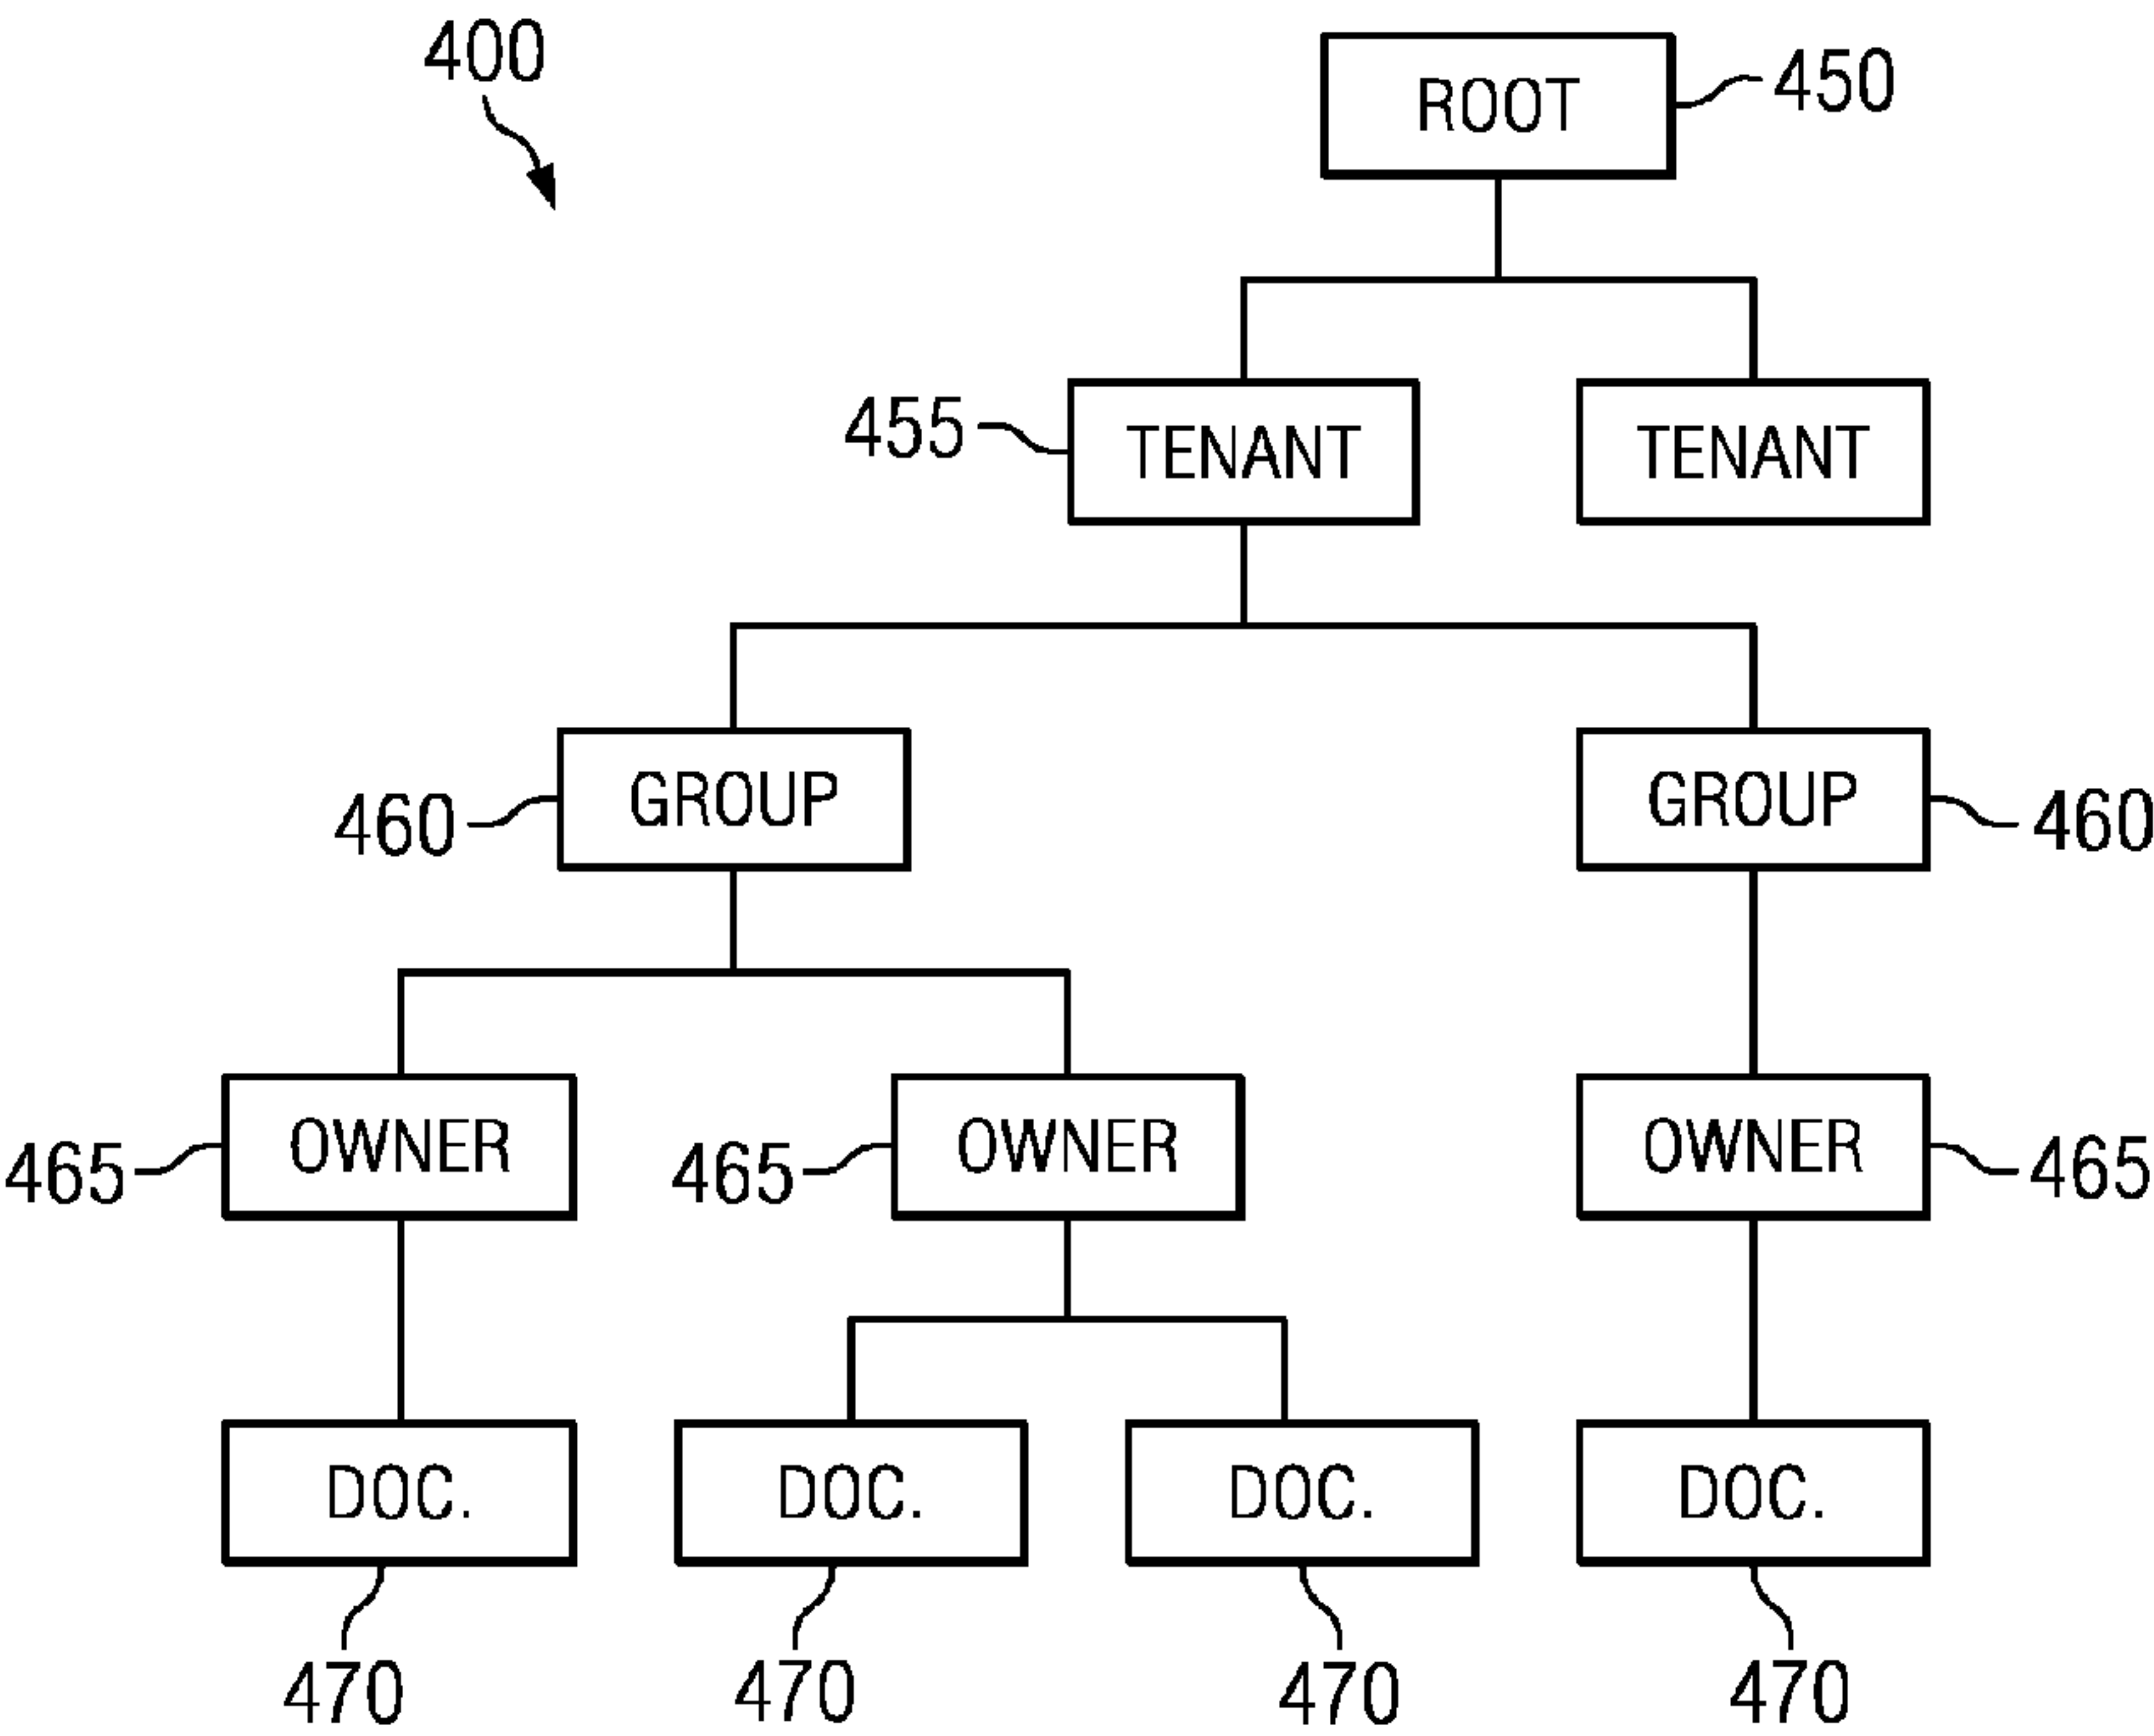 400
ROOT 450
455 TENANT TENANT
460 GROUP GROUP 460
465 OWNER 465 OWNER OWNER 465
DOC. DOC. DOC. DOC.
470 470 470 470